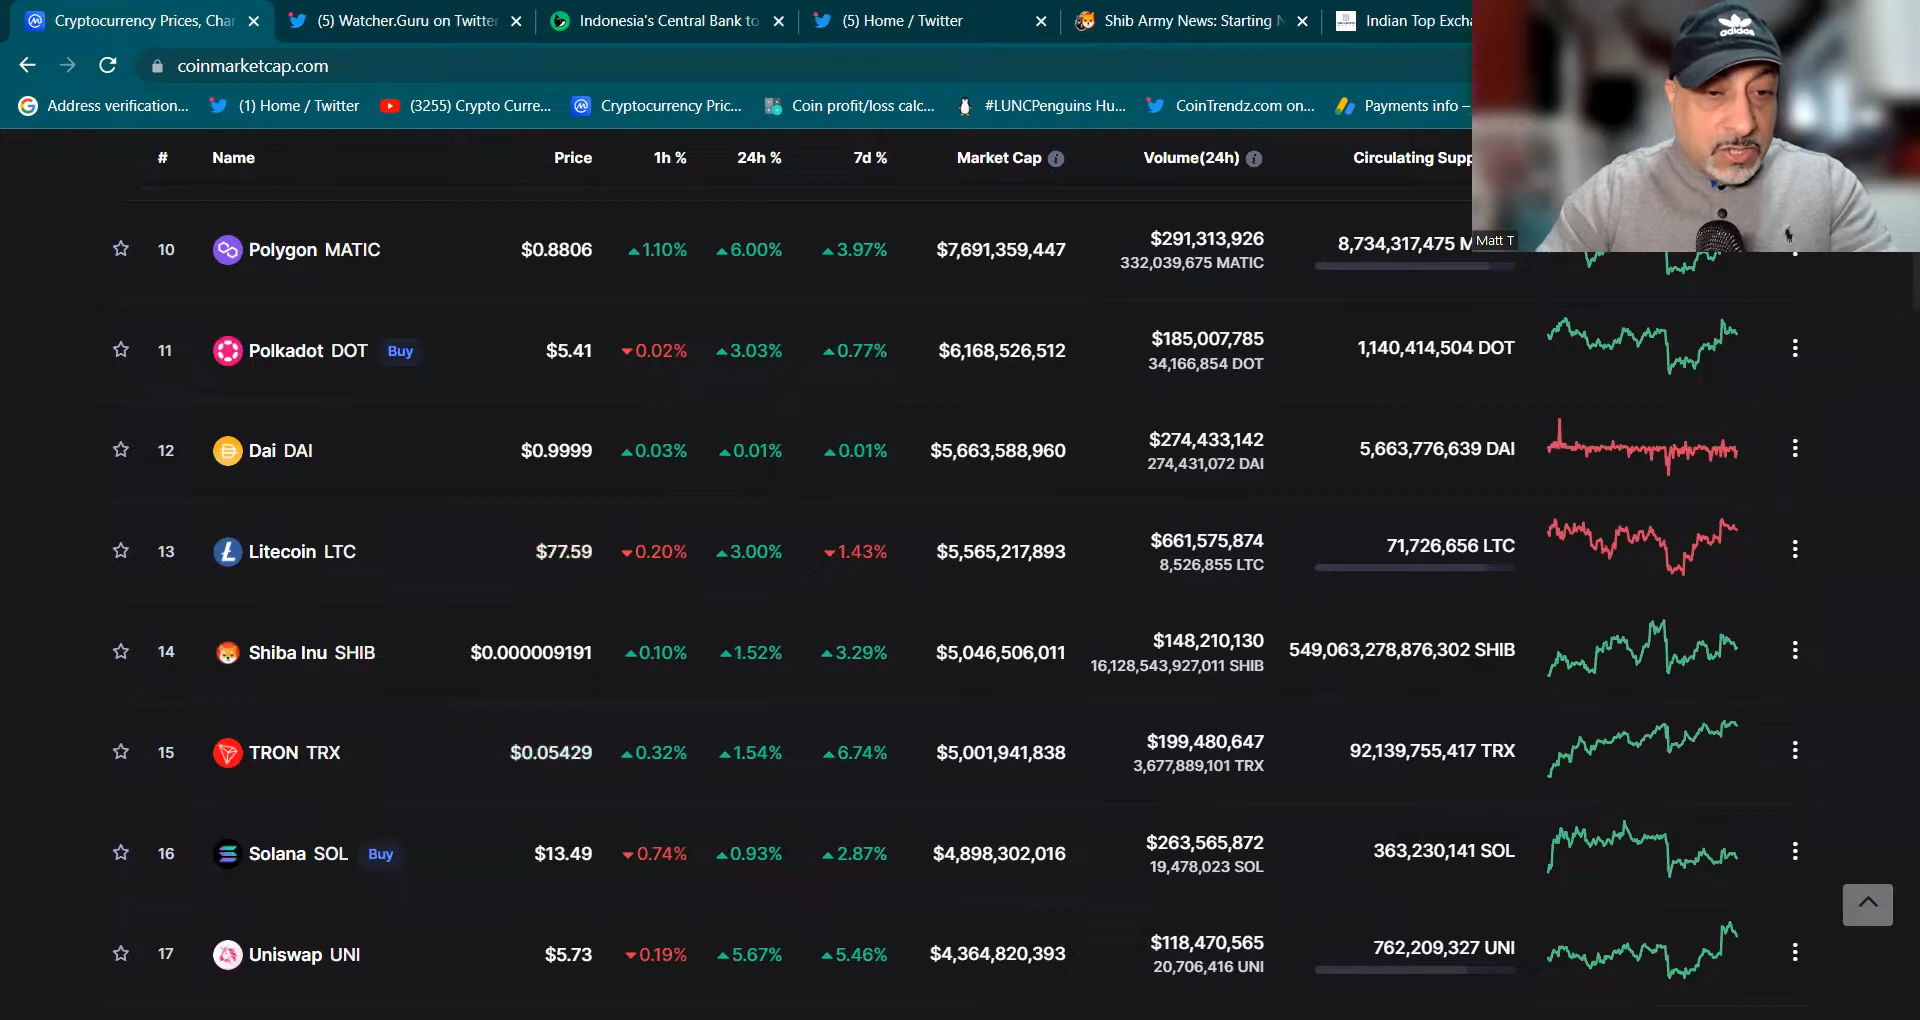 Cryptocurrency Prices, Char
(5) Watcher.Guru on Twitter
Indonesia's Central Bank to
(5) Home / Twitter
Shib Army News: Starting N
Indian Top Excha
coinmarketcap.com
Address verification...
(1) Home / Twitter
(3255) Crypto Curre...
Cryptocurrency Pric...
Coin profit/loss calc...
#LUNCPenguins Hu...
CoinTrendz.com on...
Payments info –
adidas
Matt T
# Name Price 1h % 24h % 7d % Market Cap Volume(24h) Circulating Supp
10 Polygon MATIC $0.8806 1.10% 6.00% 3.97% $7,691,359,447 $291,313,926 8,734,317,475 M
332,039,675 MATIC
11 Polkadot DOT Buy $5.41 0.02% 3.03% 0.77% $6,168,526,512 $185,007,785 1,140,414,504 DOT
34,166,854 DOT
12 Dai DAI $0.9999 0.03% 0.01% 0.01% $5,663,588,960 $274,433,142 5,663,776,639 DAI
274,431,072 DAI
13 Litecoin LTC $77.59 0.20% 3.00% 1.43% $5,565,217,893 $661,575,874 71,726,656 LTC
8,526,855 LTC
14 Shiba Inu SHIB $0.000009191 0.10% 1.52% 3.29% $5,046,506,011 $148,210,130 549,063,278,876,302 SHIB
16,128,543,927,011 SHIB
15 TRON TRX $0.05429 0.32% 1.54% 6.74% $5,001,941,838 $199,480,647 92,139,755,417 TRX
3,677,889,101 TRX
16 Solana SOL Buy $13.49 0.74% 0.93% 2.87% $4,898,302,016 $263,565,872 363,230,141 SOL
19,478,023 SOL
17 Uniswap UNI $5.73 0.19% 5.67% 5.46% $4,364,820,393 $118,470,565 762,209,327 UNI
20,706,416 UNI